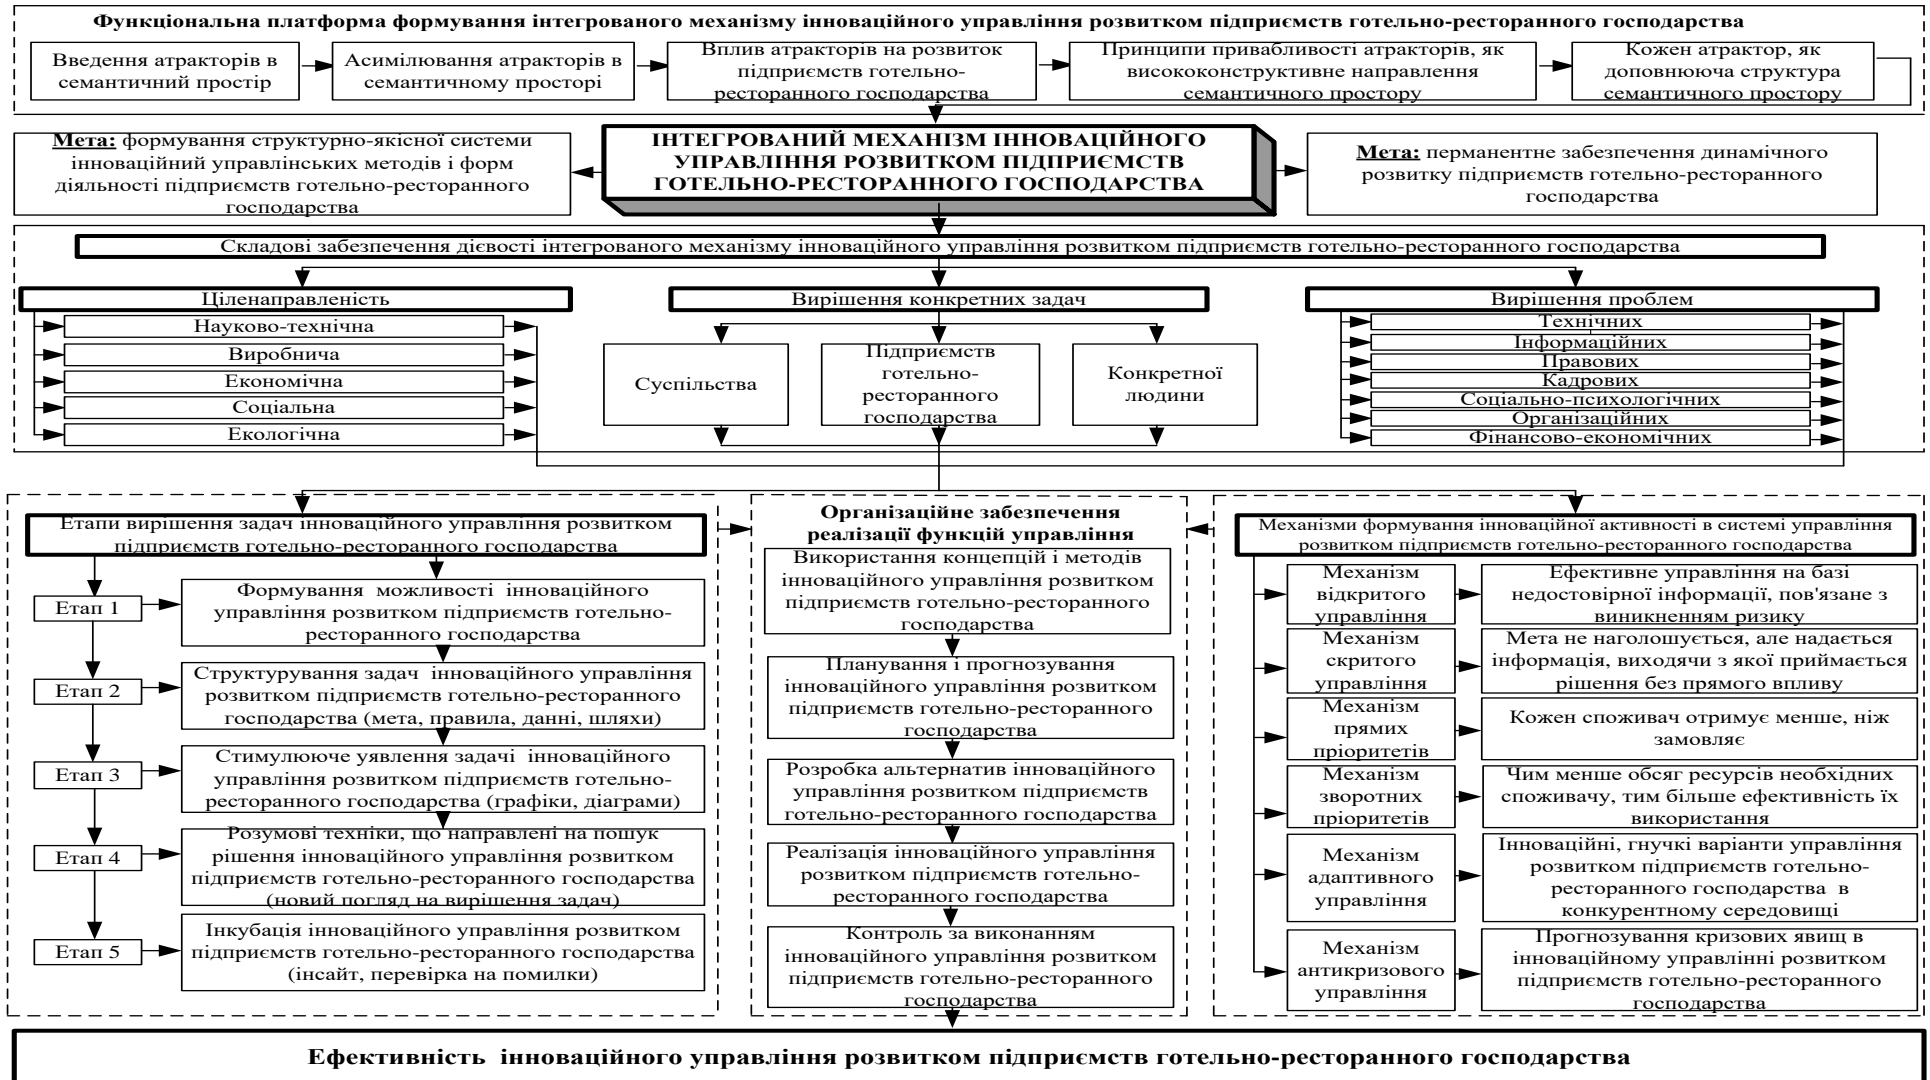 Функціональна платформа формування інтегрованого механізму інноваційного управління розвитком підприємств готельно-ресторанного господарства
Введення атракторів в
семантичний простір
Асимілювання атракторів в
семантичному просторі
Вплив атракторів на розвиток
підприємств готельно-
ресторанного господарства
Принципи привабливості атракторів, як
висококонструктивне направлення
семантичного простору
Кожен атрактор, як
доповнююча структура
семантичного простору
Мета: формування структурно-якісної системи
інноваційний управлінських методів і форм
діяльності підприємств готельно-ресторанного
господарства
ІНТЕГРОВАНИЙ МЕХАНІЗМ ІННОВАЦІЙНОГО
УПРАВЛІННЯ РОЗВИТКОМ ПІДПРИЄМСТВ
ГОТЕЛЬНО-РЕСТОРАННОГО ГОСПОДАРСТВА
Мета: перманентне забезпечення динамічного
розвитку підприємств готельно-ресторанного
господарства
Складові забезпечення дієвості інтегрованого механізму інноваційного управління розвитком підприємств готельно-ресторанного господарства
Ціленаправленість
Науково-технічна
Виробнича
Економічна
Соціальна
Екологічна
Вирішення конкретних задач
Суспільства
Підприємств
готельно-
ресторанного
господарства
Конкретної
людини
Вирішення проблем
Технічних
Інформаційних
Правових
Кадрових
Соціально-психологічних
Організаційних
Фінансово-економічних
Етапи вирішення задач інноваційного управління розвитком
підприємств готельно-ресторанного господарства
Етап 1
Формування можливості інноваційного
управління розвитком підприємств готельно-
ресторанного господарства
Етап 2
Структурування задач інноваційного управління
розвитком підприємств готельно-ресторанного
господарства (мета, правила, данні, шляхи)
Етап 3
Стимулююче уявлення задачі інноваційного
управління розвитком підприємств готельно-
ресторанного господарства (графіки, діаграми)
Етап 4
Розумові техніки, що направлені на пошук
рішення інноваційного управління розвитком
підприємств готельно-ресторанного господарства
(новий погляд на вирішення задач)
Етап 5
Інкубація інноваційного управління розвитком
підприємств готельно-ресторанного господарства
(інсайт, перевірка на помилки)
Організаційне забезпечення
реалізації функцій управління
Використання концепцій і методів
інноваційного управління розвитком
підприємств готельно-ресторанного
господарства
Планування і прогнозування
інноваційного управління розвитком
підприємств готельно-ресторанного
господарства
Розробка альтернатив інноваційного
управління розвитком підприємств
готельно-ресторанного господарства
Реалізація інноваційного управління
розвитком підприємств готельно-
ресторанного господарства
Контроль за виконанням
інноваційного управління розвитком
підприємств готельно-ресторанного
господарства
Механізми формування інноваційної активності в системі управління
розвитком підприємств готельно-ресторанного господарства
Механізм
відкритого
управління
Ефективне управління на базі
недостовірної інформації, пов'язане з
виникненням ризику
Механізм
скритого
управління
Мета не наголошується, але надається
інформація, виходячи з якої приймається
рішення без прямого впливу
Механізм
прямих
пріоритетів
Кожен споживач отримує менше, ніж
замовляє
Механізм
зворотних
пріоритетів
Чим менше обсяг ресурсів необхідних
споживачу, тим більше ефективність їх
використання
Механізм
адаптивного
управління
Інноваційні, гнучкі варіанти управління
розвитком підприємств готельно-
ресторанного господарства в
конкурентному середовищі
Механізм
антикризового
управління
Прогнозування кризових явищ в
інноваційному управлінні розвитком
підприємств готельно-ресторанного
господарства
Ефективність інноваційного управління розвитком підприємств готельно-ресторанного господарства